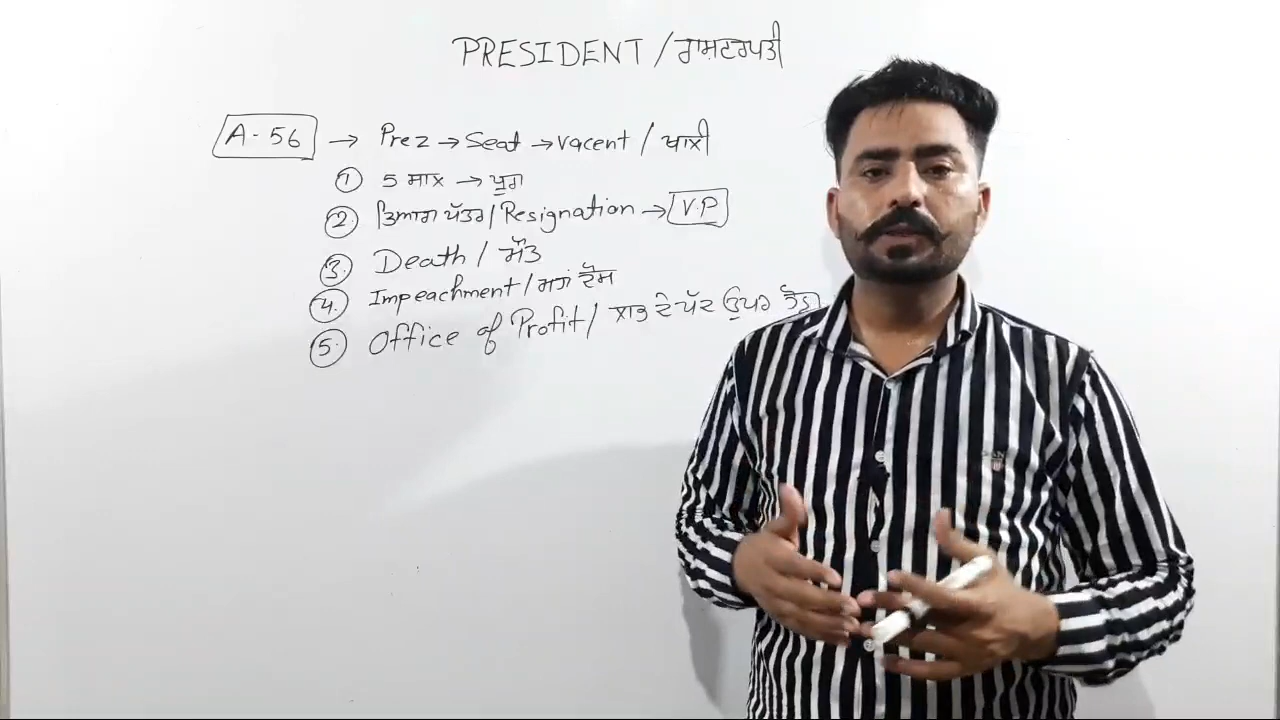 PRESIDENT / ਰਾਸ਼ਟਰਪਤੀ
A-56 → Prez → Seat → vacent / ਖਾਲੀ
① 5 ਸਾਲ → ਪੂਰਾ
② ਤਿਆਗ ਪੱਤਰ / Resignation → V.P
③. Death / ਮੌਤ
④. Impeachment / ਮਹਾਂ ਦੋਸ਼
⑤. Office of Profit / ਲਾਭ ਦੇ ਪੱਦ ਉਪਰ